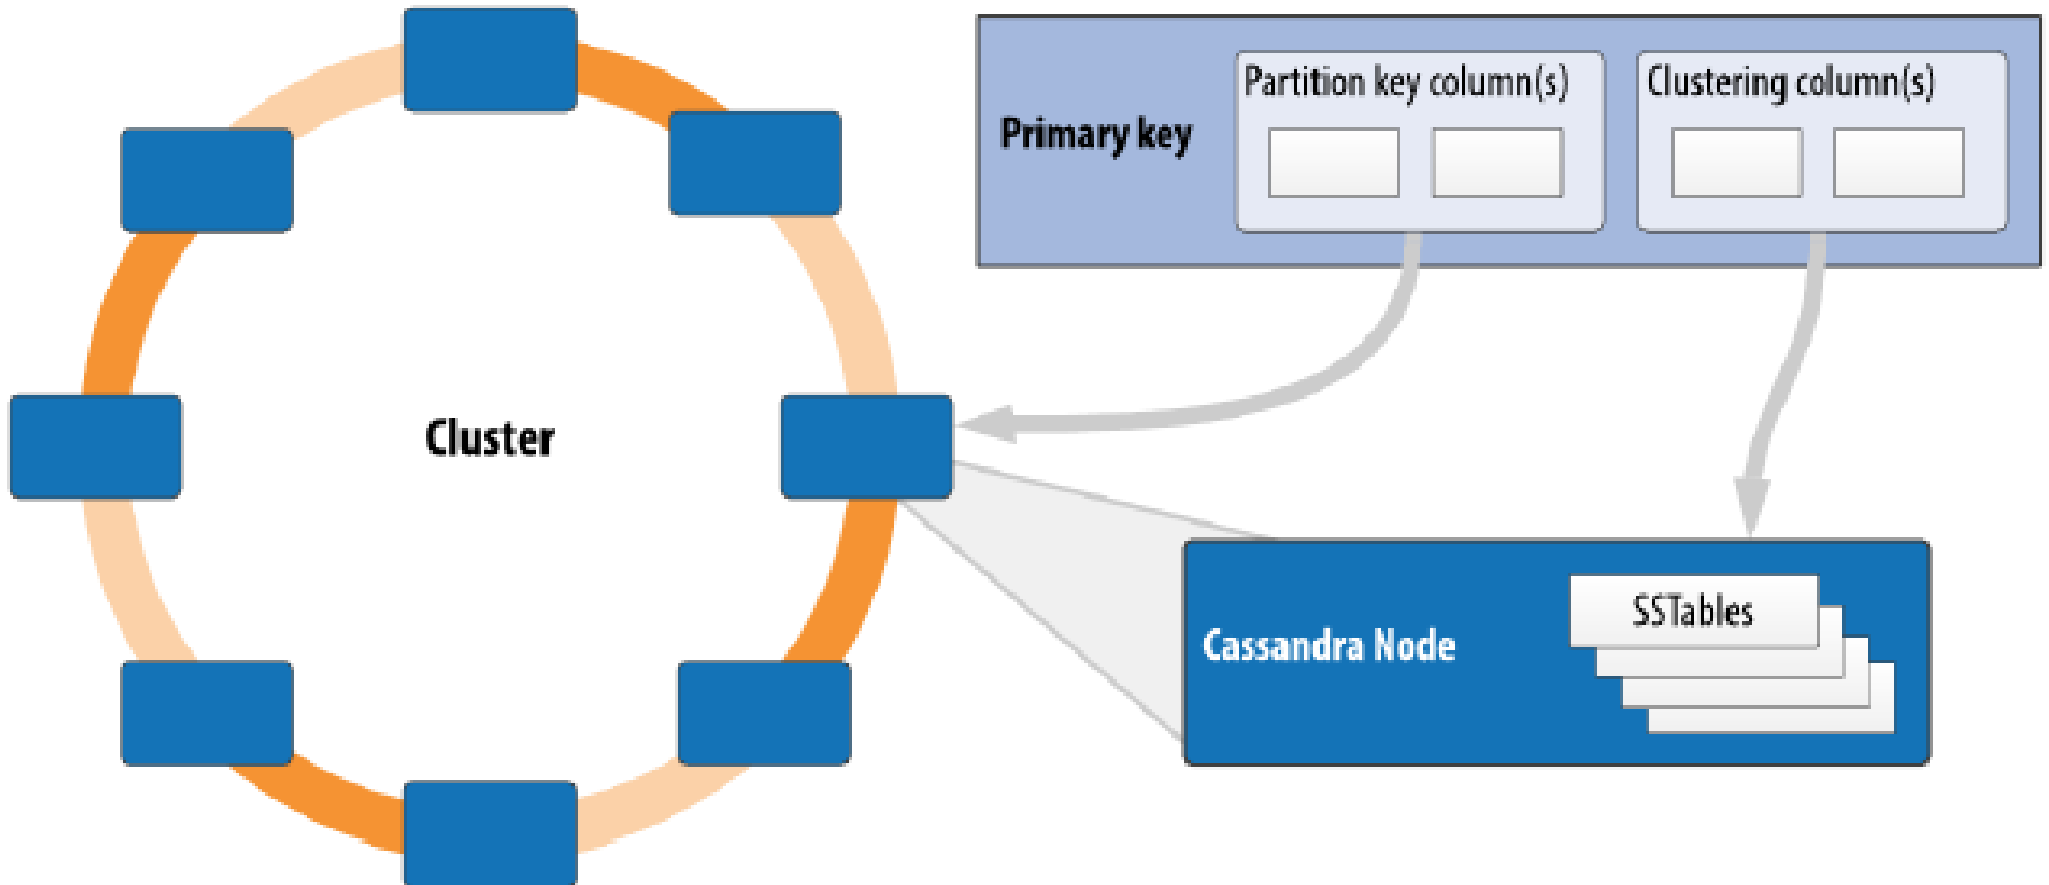 Partition key column(s)
Clustering column(s)
Primary key
Cluster
SSTables
Cassandra Node